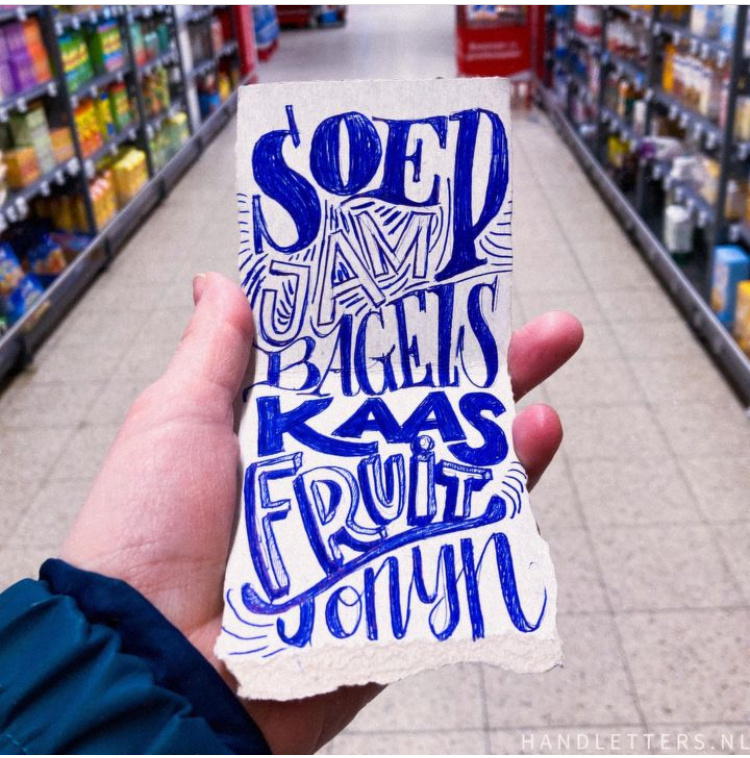 SOEP
JAM
BAGELS
KAAS
FRUiT
Jonyn
HANDLETTERS.NL